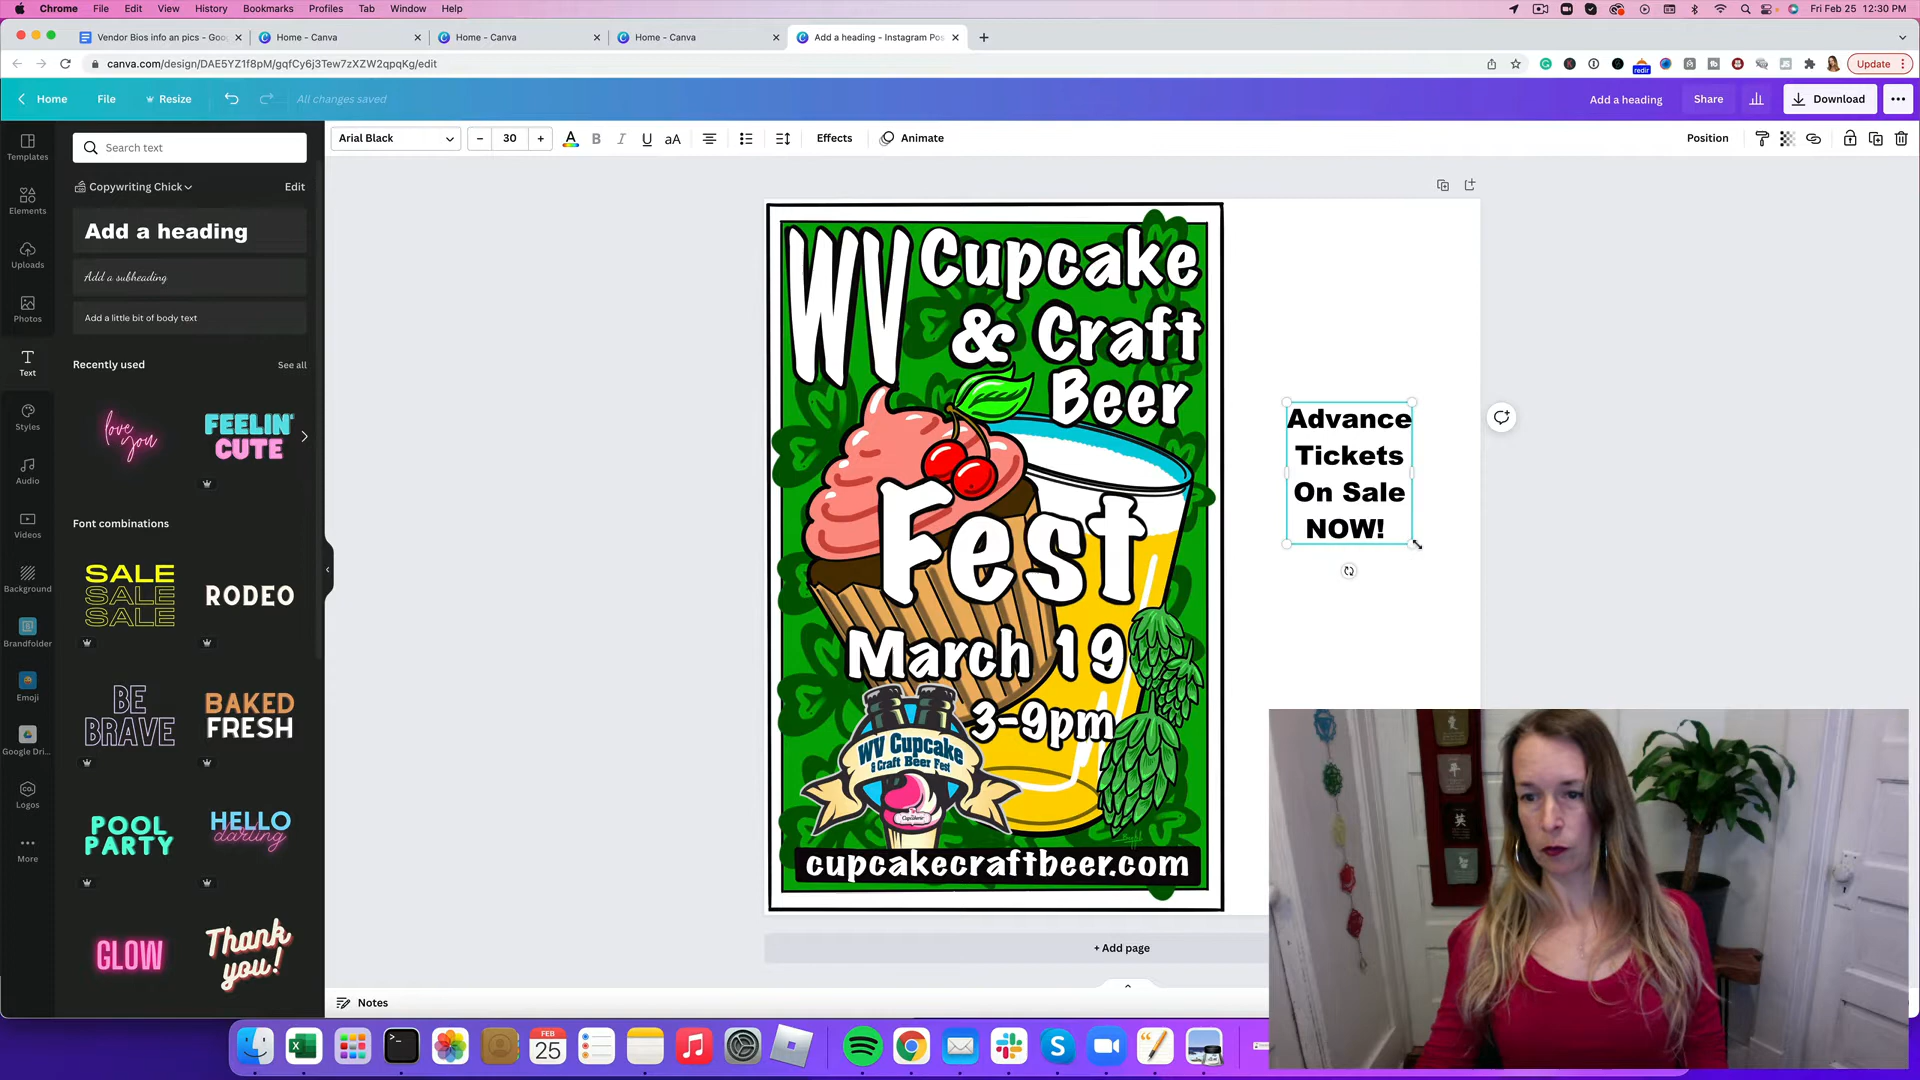 Chrome File Edit View History Bookmarks Profiles Tab Window Help
Fri Feb 25 12:30 PM
Vendor Bios info an pics - Goo
Home - Canva
Home - Canva
Home - Canva
Add a heading - Instagram Pos
canva.com/design/DAE5YZ1f8pM/gqfCy6j3Tew7zXZW2qpqKg/edit
redir
Update
Home File Resize All changes saved
Add a heading Share Download
Arial Black
30
aA
Effects Animate Position
Templates
Elements
Uploads
Photos
Text
Styles
Audio
Videos
Background
Brandfolder
Emoji
Google Dri...
Logos
More
Search text
Copywriting Chick Edit
Add a heading
Add a subheading
Add a little bit of body text
Recently used See all
love you
FEELIN' CUTE
Font combinations
SALE
SALE
SALE
RODEO
BE BRAVE
BAKED FRESH
POOL PARTY
HELLO darling
GLOW
Thank you!
WV Cupcake
& Craft
Beer
Fest
March 19
3-9pm
WV Cupcake
& Craft Beer Fest
cupcakecraftbeer.com
Advance
Tickets
On Sale
NOW!
+ Add page
Notes
FEB
25